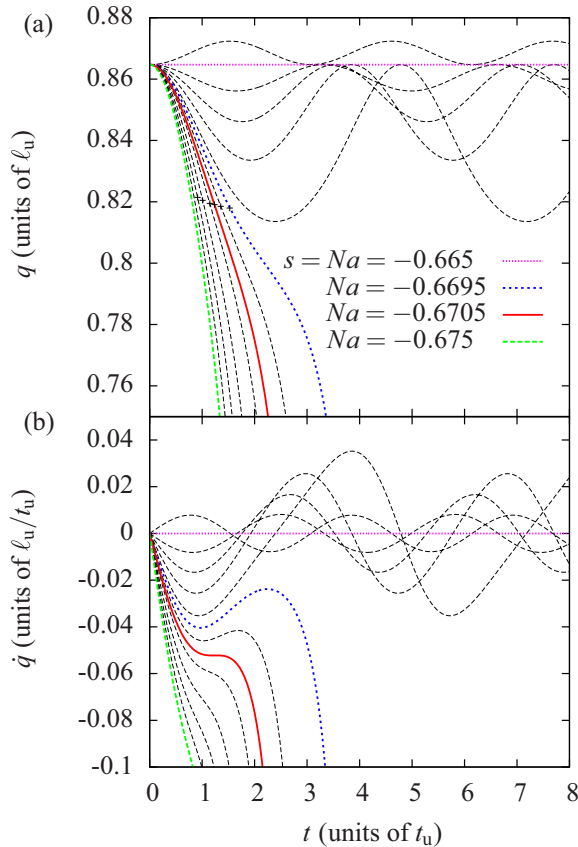 (a)
0.88
0.86
0.84
0.82
0.8
0.78
0.76
q (units of ℓu)
s = Na = −0.665
Na = −0.6695
Na = −0.6705
Na = −0.675
(b)
0.04
0.02
0
-0.02
-0.04
-0.06
-0.08
-0.1
q̇ (units of ℓu/tu)
0 1 2 3 4 5 6 7 8
t (units of tu)